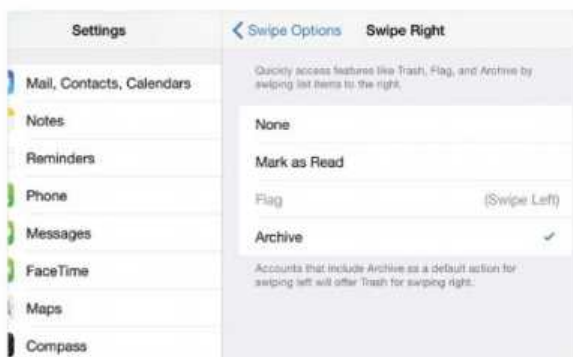 Settings
Mail, Contacts, Calendars
Notes
Reminders
Phone
Messages
FaceTime
Maps
Compass
Swipe Options
Swipe Right
Quickly access features like Trash, Flag, and Archive by
swiping list items to the right.
None
Mark as Read
Flag (Swipe Left)
Archive
Accounts that include Archive as a default action for
swiping left will offer Trash for swiping right.